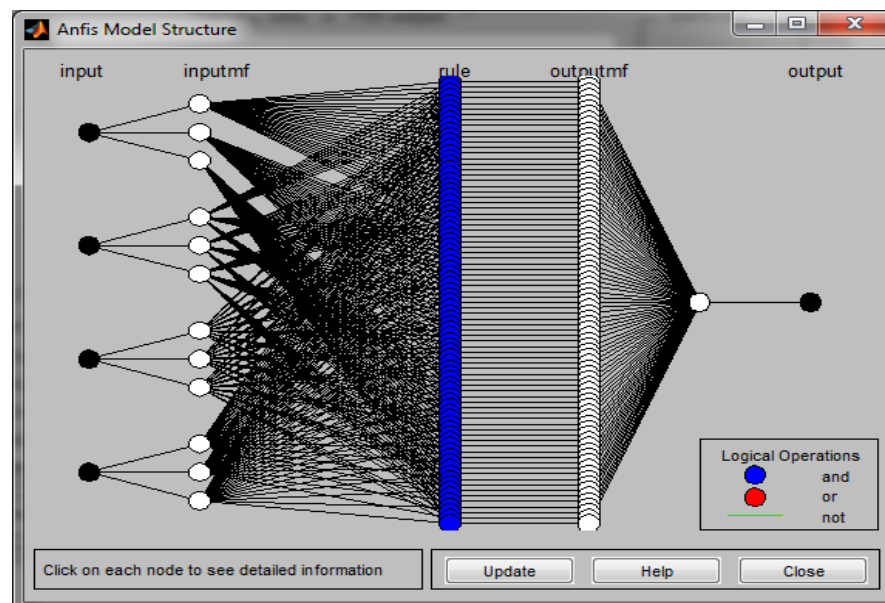 Anfis Model Structure
input inputmf rule outputmf output
Logical Operations
and
or
not
Click on each node to see detailed information
Update Help Close